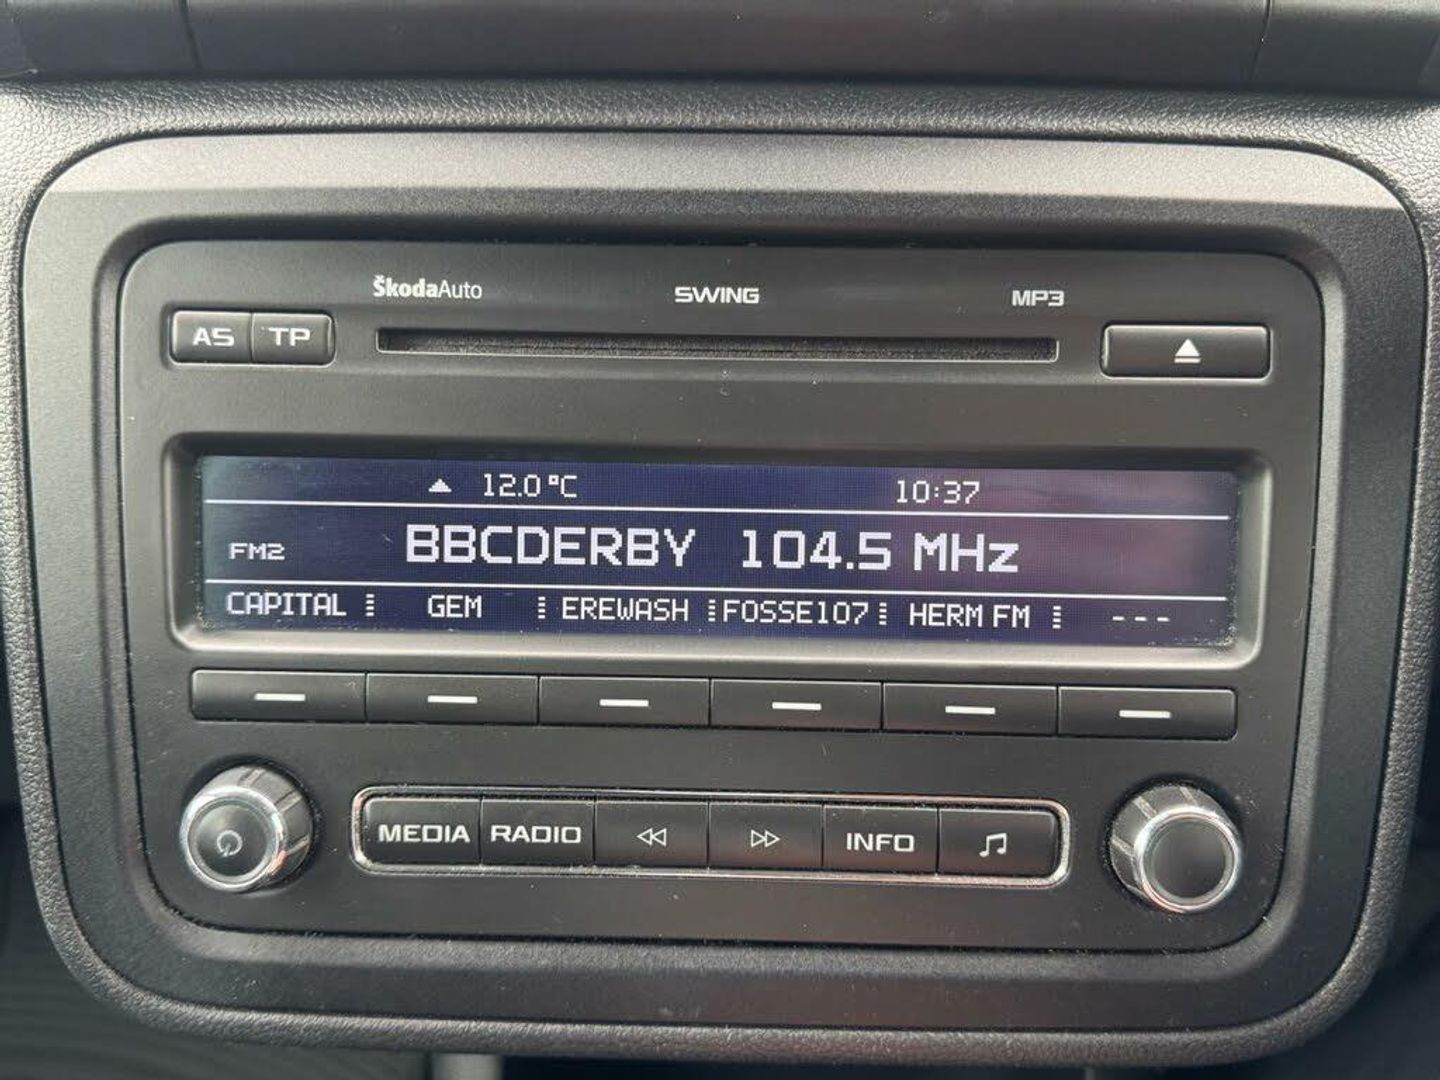 ŠkodaAuto SWING MP3
AS TP
12.0 °C 10:37
FM2 BBCDERBY 104.5 MHz
CAPITAL GEM EREWASH FOSSE107 HERM FM ---
MEDIA RADIO INFO